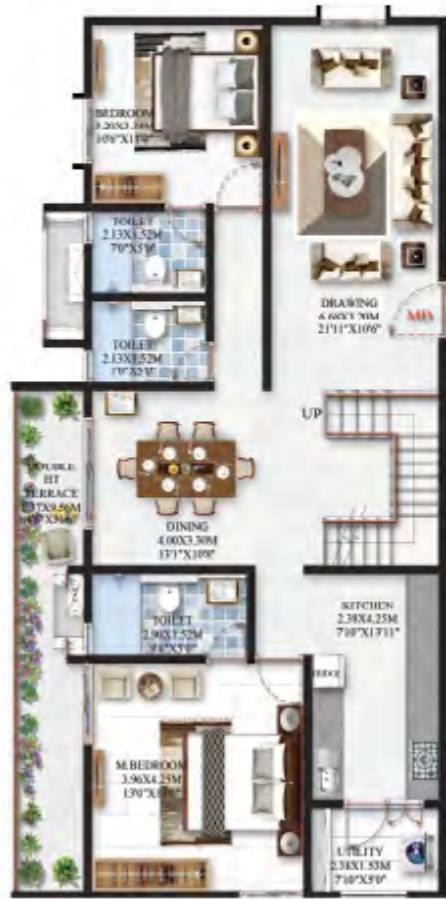 BEDROOM
TOILET
2.13X1.52M
7'0"X5'0"
TOILET
2.13X1.52M
DRAWING
21'11"X10'6"
MD
UP
DOUBLE
HT
TERRACE
DINING
4.00X3.30M
13'1"X10'8"
TOILET
2.90X1.52M
KITCHEN
2.38X4.25M
7'10"X13'11"
FRIDGE
M.BEDROOM
3.96X4.25M
UTILITY
2.38X1.53M
7'10"X5'0"